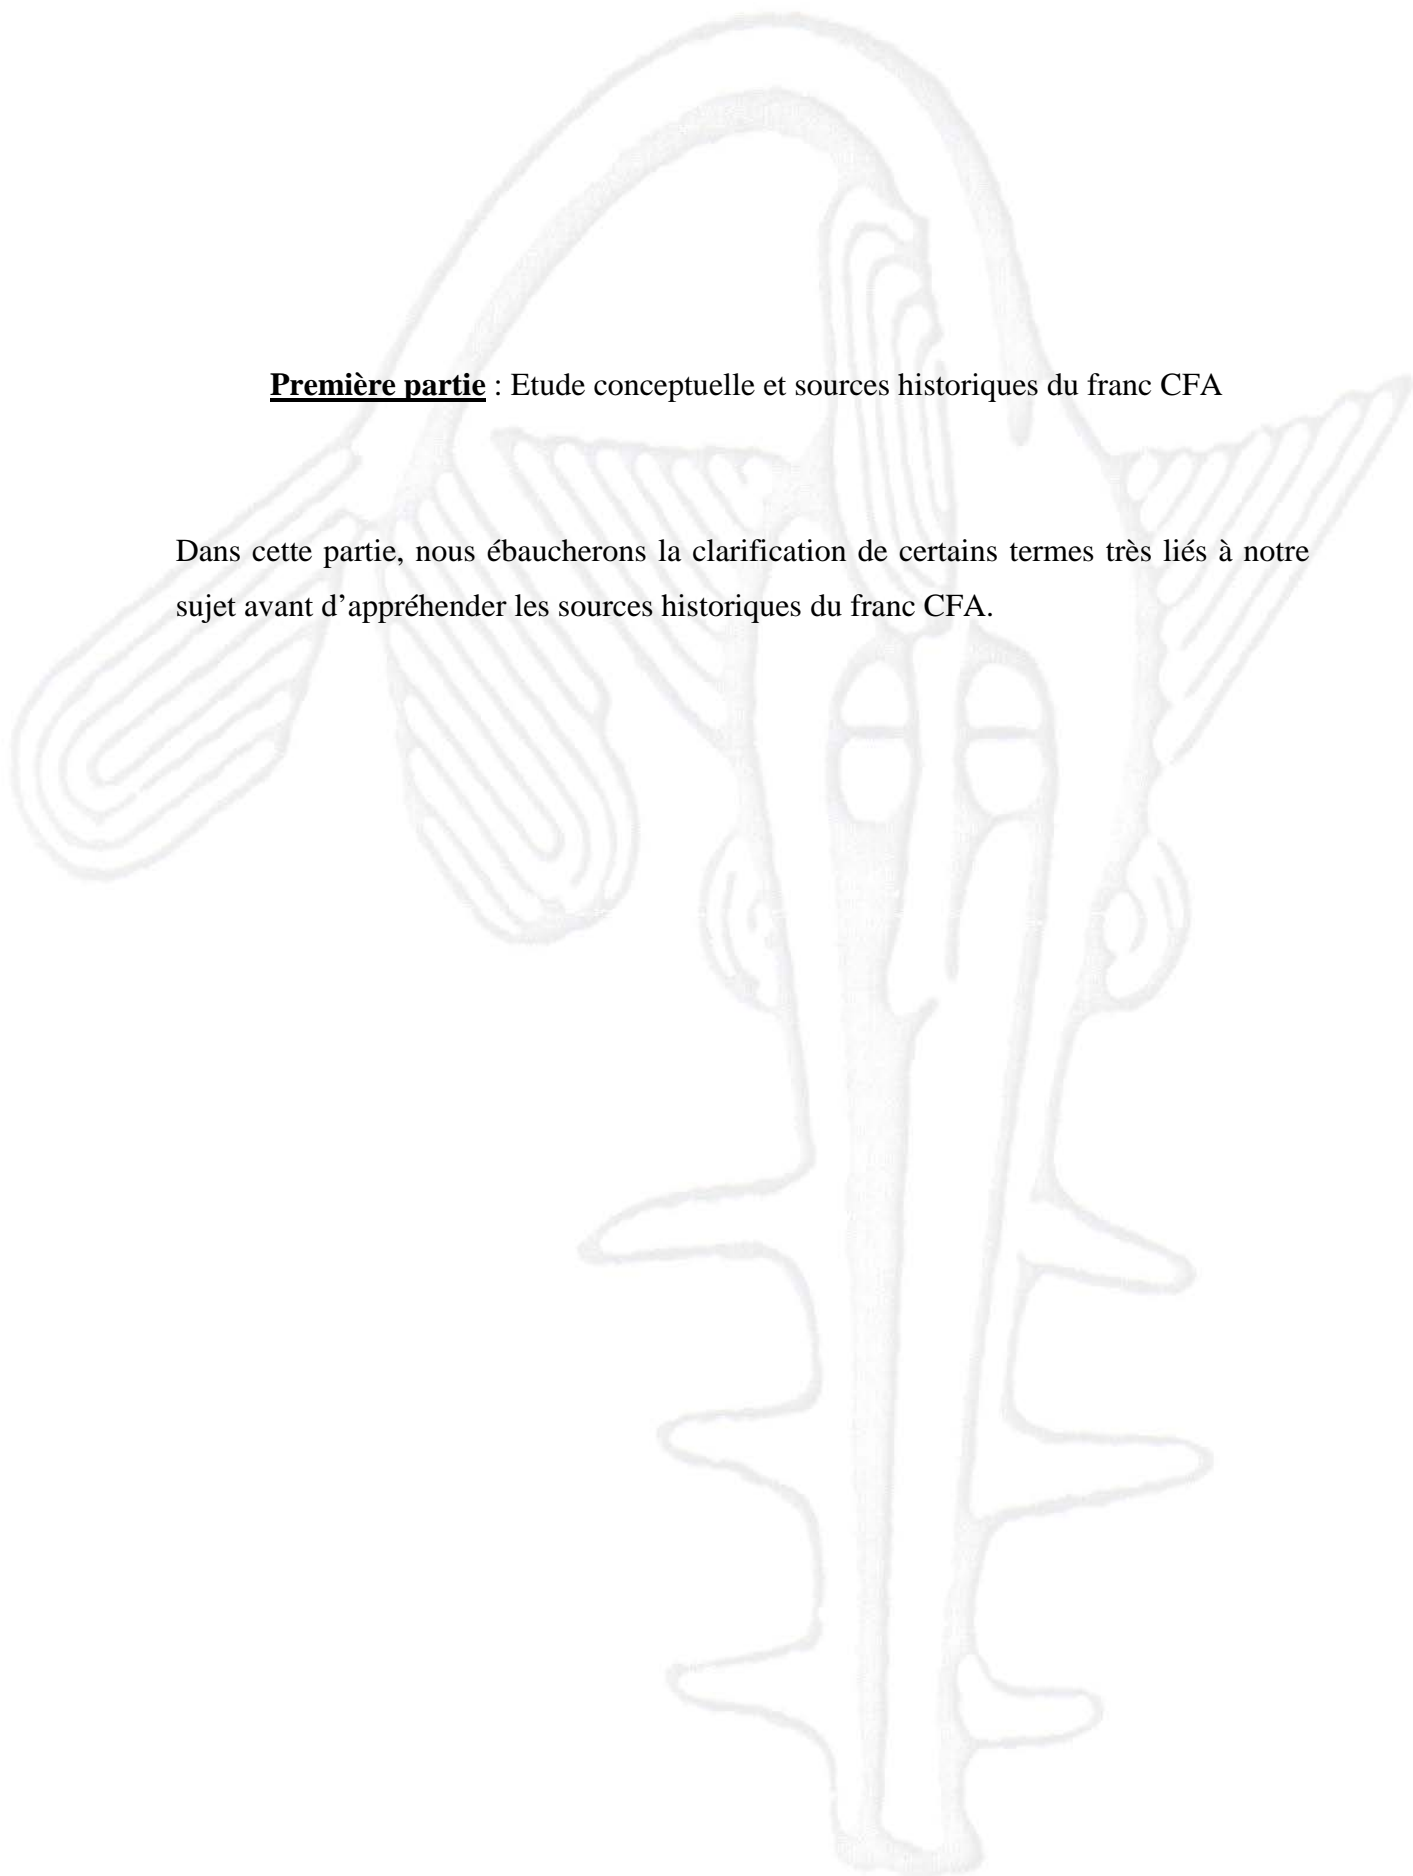 Première partie : Etude conceptuelle et sources historiques du franc CFA
Dans cette partie, nous ébaucherons la clarification de certains termes très liés à notre
sujet avant d’appréhender les sources historiques du franc CFA.